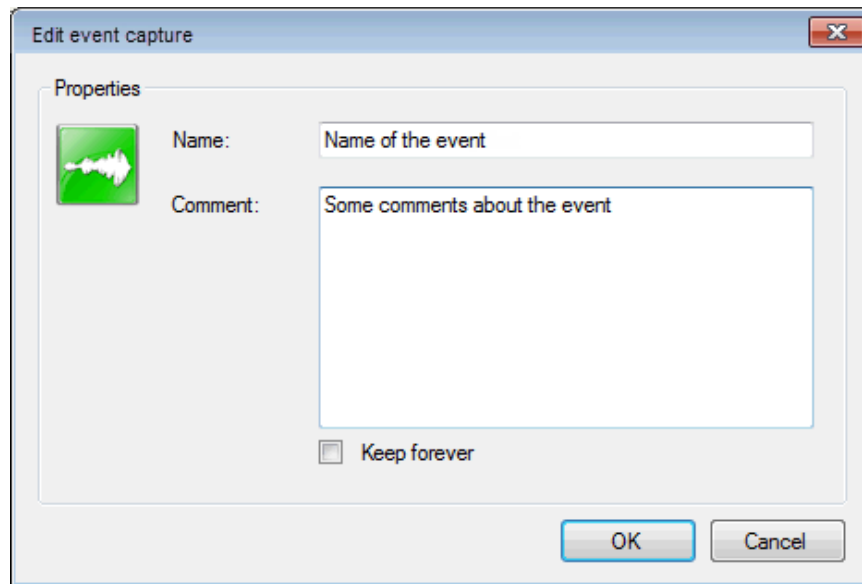 Edit event capture
Properties
Name: Name of the event
Comment: Some comments about the event
Keep forever
OK Cancel